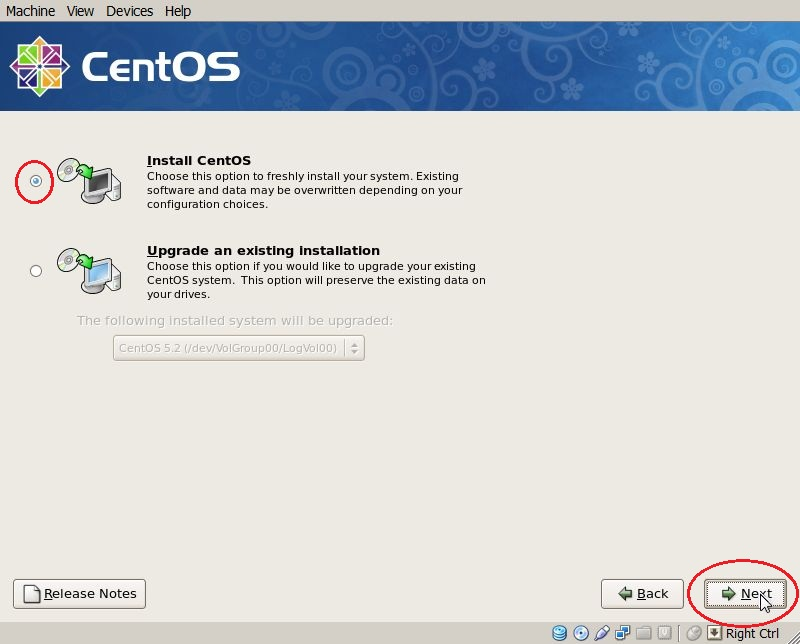 Machine View Devices Help
CentOS
Install CentOS
Choose this option to freshly install your system. Existing
software and data may be overwritten depending on your
configuration choices.
Upgrade an existing installation
Choose this option if you would like to upgrade your existing
CentOS system. This option will preserve the existing data on
your drives.
The following installed system will be upgraded:
CentOS 5.2 (/dev/VolGroup00/LogVol00)
Release Notes
Back
Next
Right Ctrl